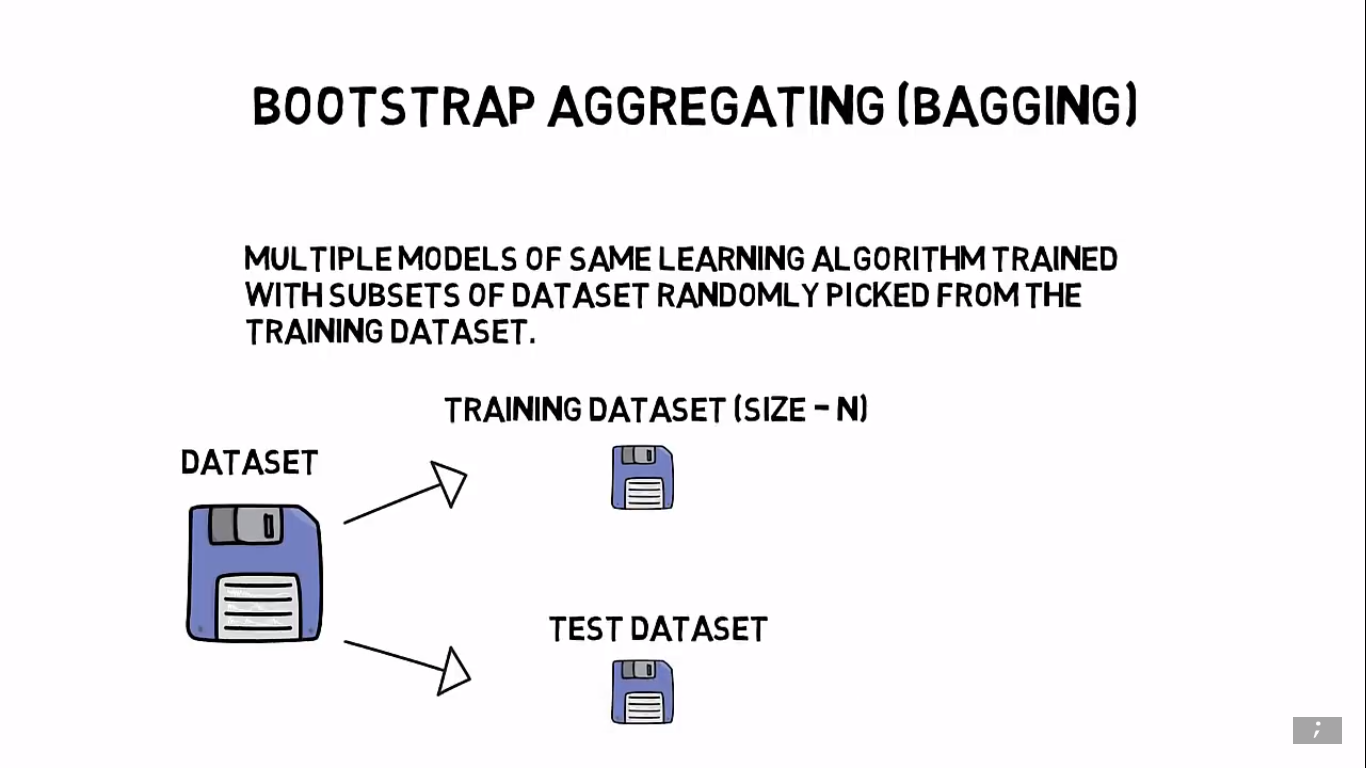 BOOTSTRAP AGGREGATING (BAGGING)
MULTIPLE MODELS OF SAME LEARNING ALGORITHM TRAINED
WITH SUBSETS OF DATASET RANDOMLY PICKED FROM THE
TRAINING DATASET.
TRAINING DATASET (SIZE - N)
DATASET
TEST DATASET
;